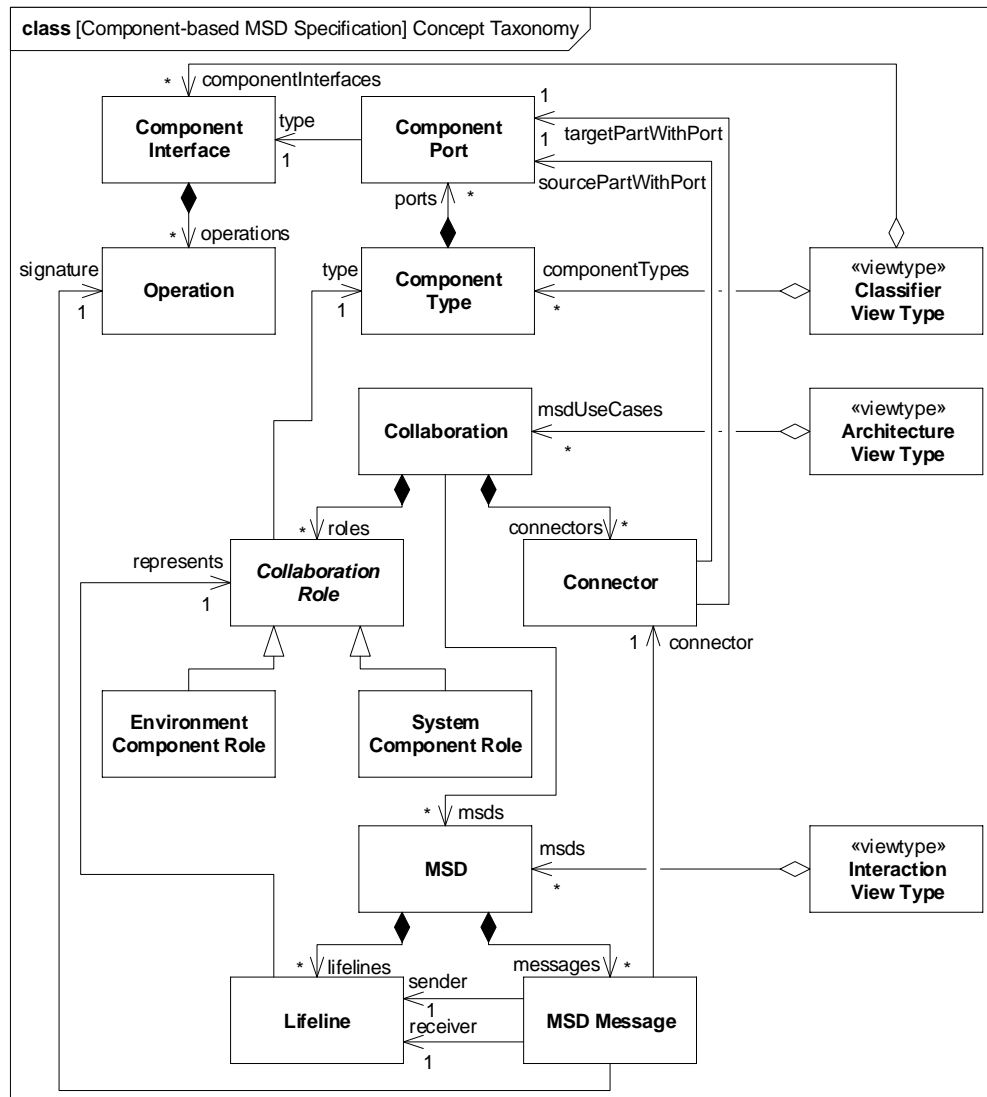 class [Component-based MSD Specification] Concept Taxonomy
* componentInterfaces
Component
Interface
type
1
Component
Port
1
targetPartWithPort
1
sourcePartWithPort
ports *
* operations
signature
1
Operation
type
1
Component
Type
componentTypes
*
«viewtype»
Classifier
View Type
Collaboration
msdUseCases
*
«viewtype»
Architecture
View Type
* roles
connectors *
represents
1
Collaboration
Role
Connector
1 connector
Environment
Component Role
System
Component Role
* msds
MSD
msds
*
«viewtype»
Interaction
View Type
* lifelines
messages *
Lifeline
sender
1
receiver
1
MSD Message